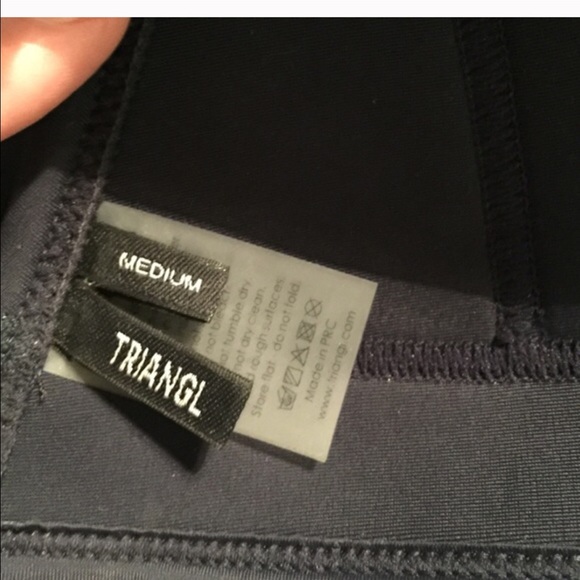 MEDIUM
TRIANGL
tumble dry.
dry clean.
rough surfaces.
Store flat do not fold.
Made in PRC
www.triangl.com